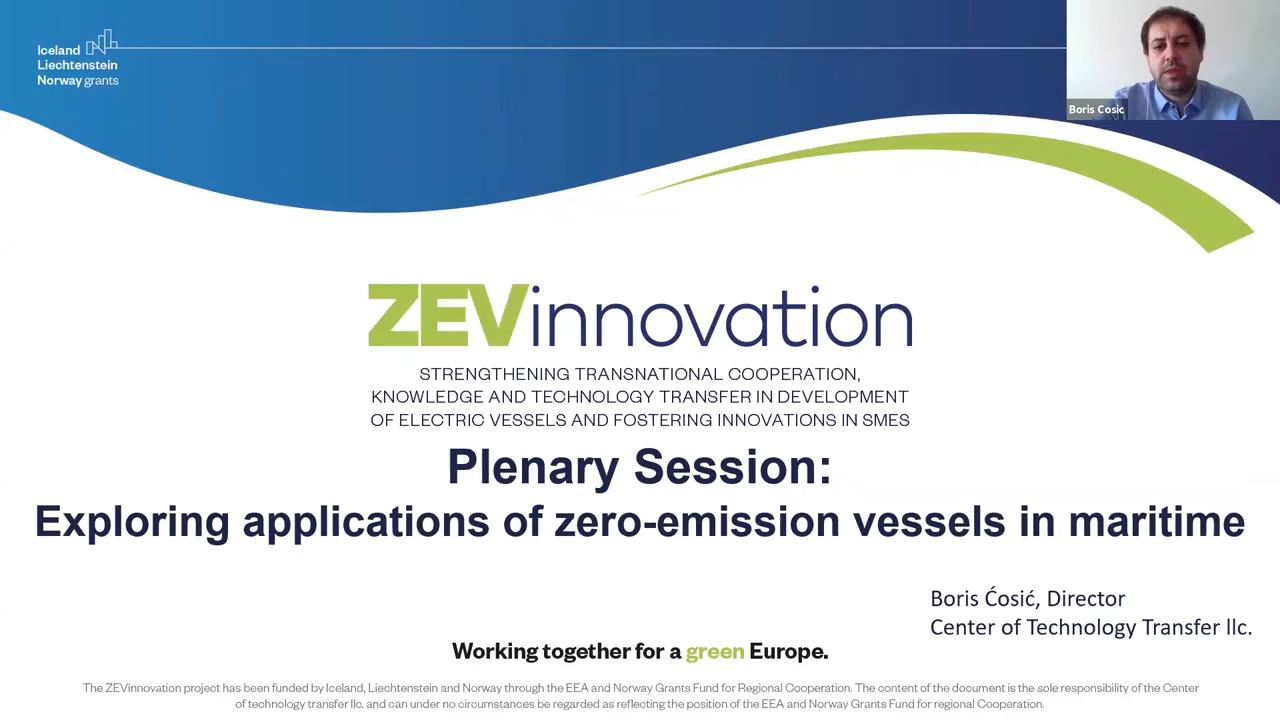 Iceland
Liechtenstein
Norway grants
Boris Cosic
ZEVinnovation
STRENGTHENING TRANSNATIONAL COOPERATION,
KNOWLEDGE AND TECHNOLOGY TRANSFER IN DEVELOPMENT
OF ELECTRIC VESSELS AND FOSTERING INNOVATIONS IN SMES
Plenary Session:
Exploring applications of zero-emission vessels in maritime
Boris Ćosić, Director
Center of Technology Transfer llc.
Working together for a green Europe.
The ZEVinnovation project has been funded by Iceland, Liechtenstein and Norway through the EEA and Norway Grants Fund for Regional Cooperation. The content of the document is the sole responsibility of the Center
of technology transfer llc. and can under no circumstances be regarded as reflecting the position of the EEA and Norway Grants Fund for regional Cooperation.